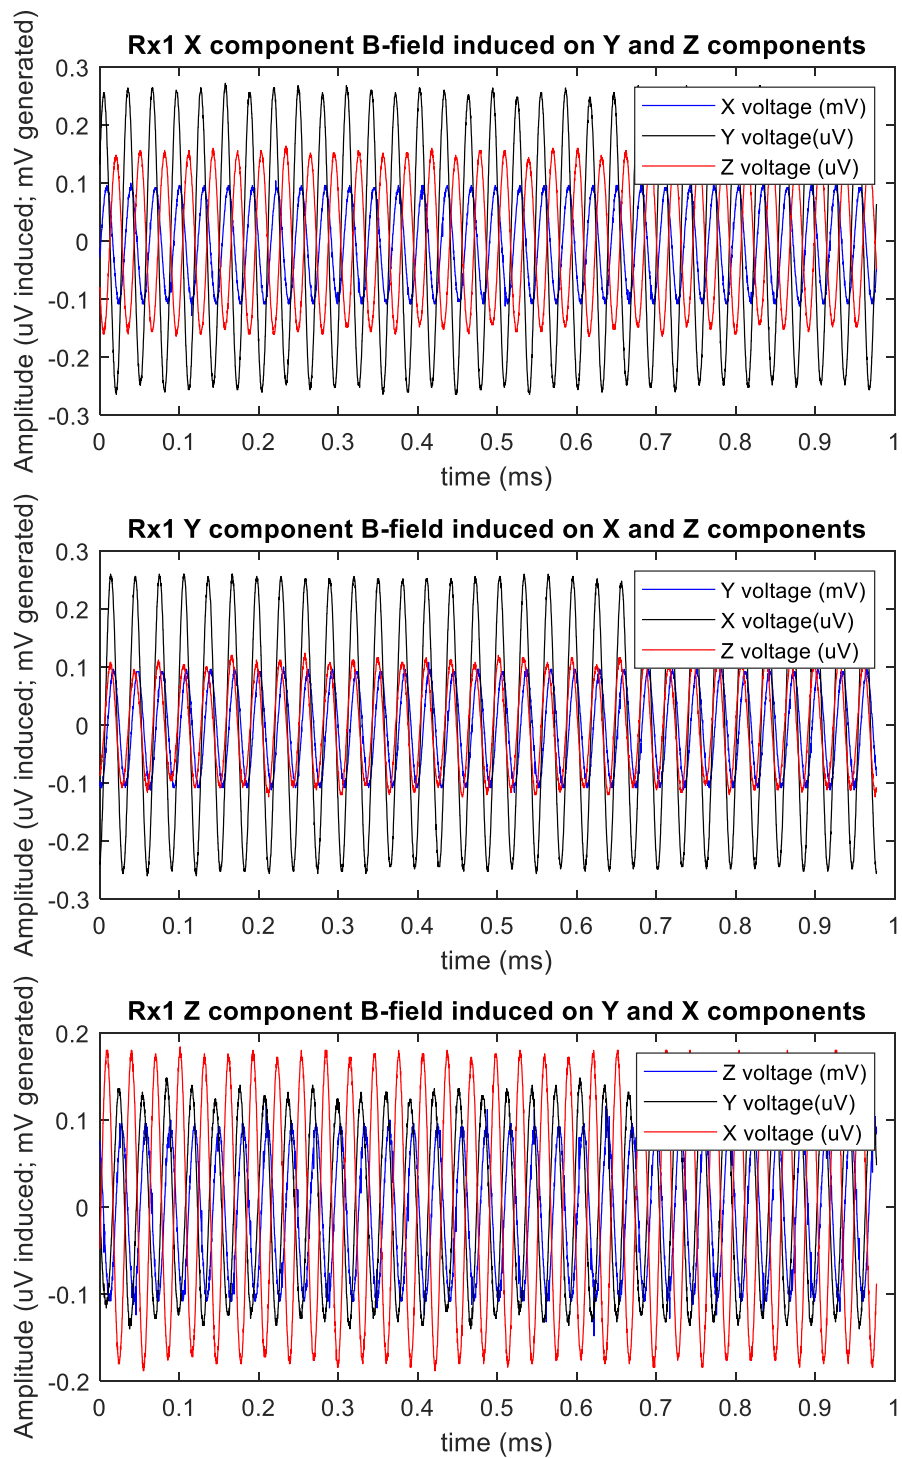 Rx1 X component B-field induced on Y and Z components
Amplitude (uV induced; mV generated)
0.3
0.2
0.1
0
-0.1
-0.2
-0.3
X voltage (mV)
Y voltage(uV)
Z voltage (uV)
0 0.1 0.2 0.3 0.4 0.5 0.6 0.7 0.8 0.9 1
time (ms)
Rx1 Y component B-field induced on X and Z components
Amplitude (uV induced; mV generated)
0.3
0.2
0.1
0
-0.1
-0.2
-0.3
Y voltage (mV)
X voltage(uV)
Z voltage (uV)
0 0.1 0.2 0.3 0.4 0.5 0.6 0.7 0.8 0.9 1
time (ms)
Rx1 Z component B-field induced on Y and X components
Amplitude (uV induced; mV generated)
0.2
0.1
0
-0.1
-0.2
Z voltage (mV)
Y voltage(uV)
X voltage (uV)
0 0.1 0.2 0.3 0.4 0.5 0.6 0.7 0.8 0.9 1
time (ms)